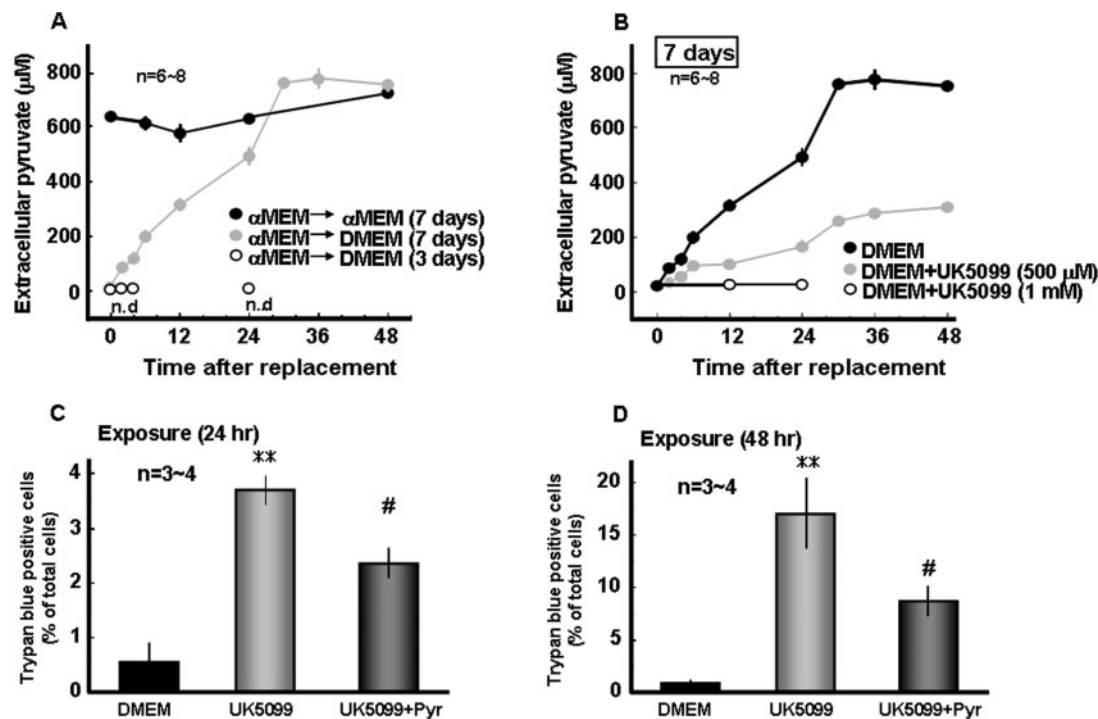 A
n=6~8
Extracellular pyruvate (µM)
800
600
400
200
0
αMEM → αMEM (7 days)
αMEM → DMEM (7 days)
αMEM → DMEM (3 days)
n.d
n.d
0 12 24 36 48
Time after replacement
B
7 days
n=6~8
Extracellular pyruvate (µM)
800
600
400
200
0
DMEM
DMEM+UK5099 (500 µM)
DMEM+UK5099 (1 mM)
0 12 24 36 48
Time after replacement
C
Exposure (24 hr)
n=3~4
**
#
Trypan blue positive cells
(% of total cells)
4
3
2
1
0
DMEM UK5099 UK5099+Pyr
D
Exposure (48 hr)
n=3~4
**
#
Trypan blue positive cells
(% of total cells)
20
15
10
5
0
DMEM UK5099 UK5099+Pyr